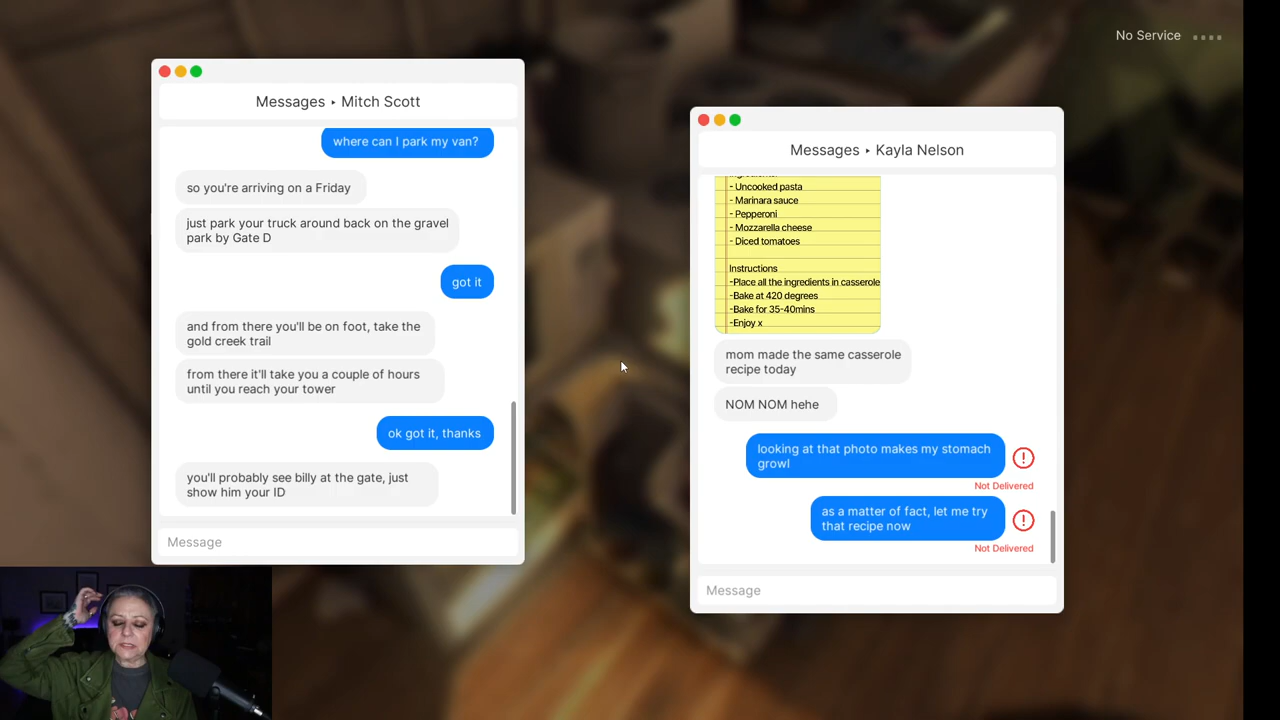 No Service
Messages ‣ Mitch Scott
where can I park my van?
so you're arriving on a Friday
just park your truck around back on the gravel
park by Gate D
got it
and from there you'll be on foot, take the
gold creek trail
from there it'll take you a couple of hours
until you reach your tower
ok got it, thanks
you'll probably see billy at the gate, just
show him your ID
Message
Messages ‣ Kayla Nelson
- Uncooked pasta
- Marinara sauce
- Pepperoni
- Mozzarella cheese
- Diced tomatoes
Instructions
-Place all the ingredients in casserole
-Bake at 420 degrees
-Bake for 35-40mins
-Enjoy x
mom made the same casserole
recipe today
NOM NOM hehe
looking at that photo makes my stomach
growl
Not Delivered
as a matter of fact, let me try
that recipe now
Not Delivered
Message